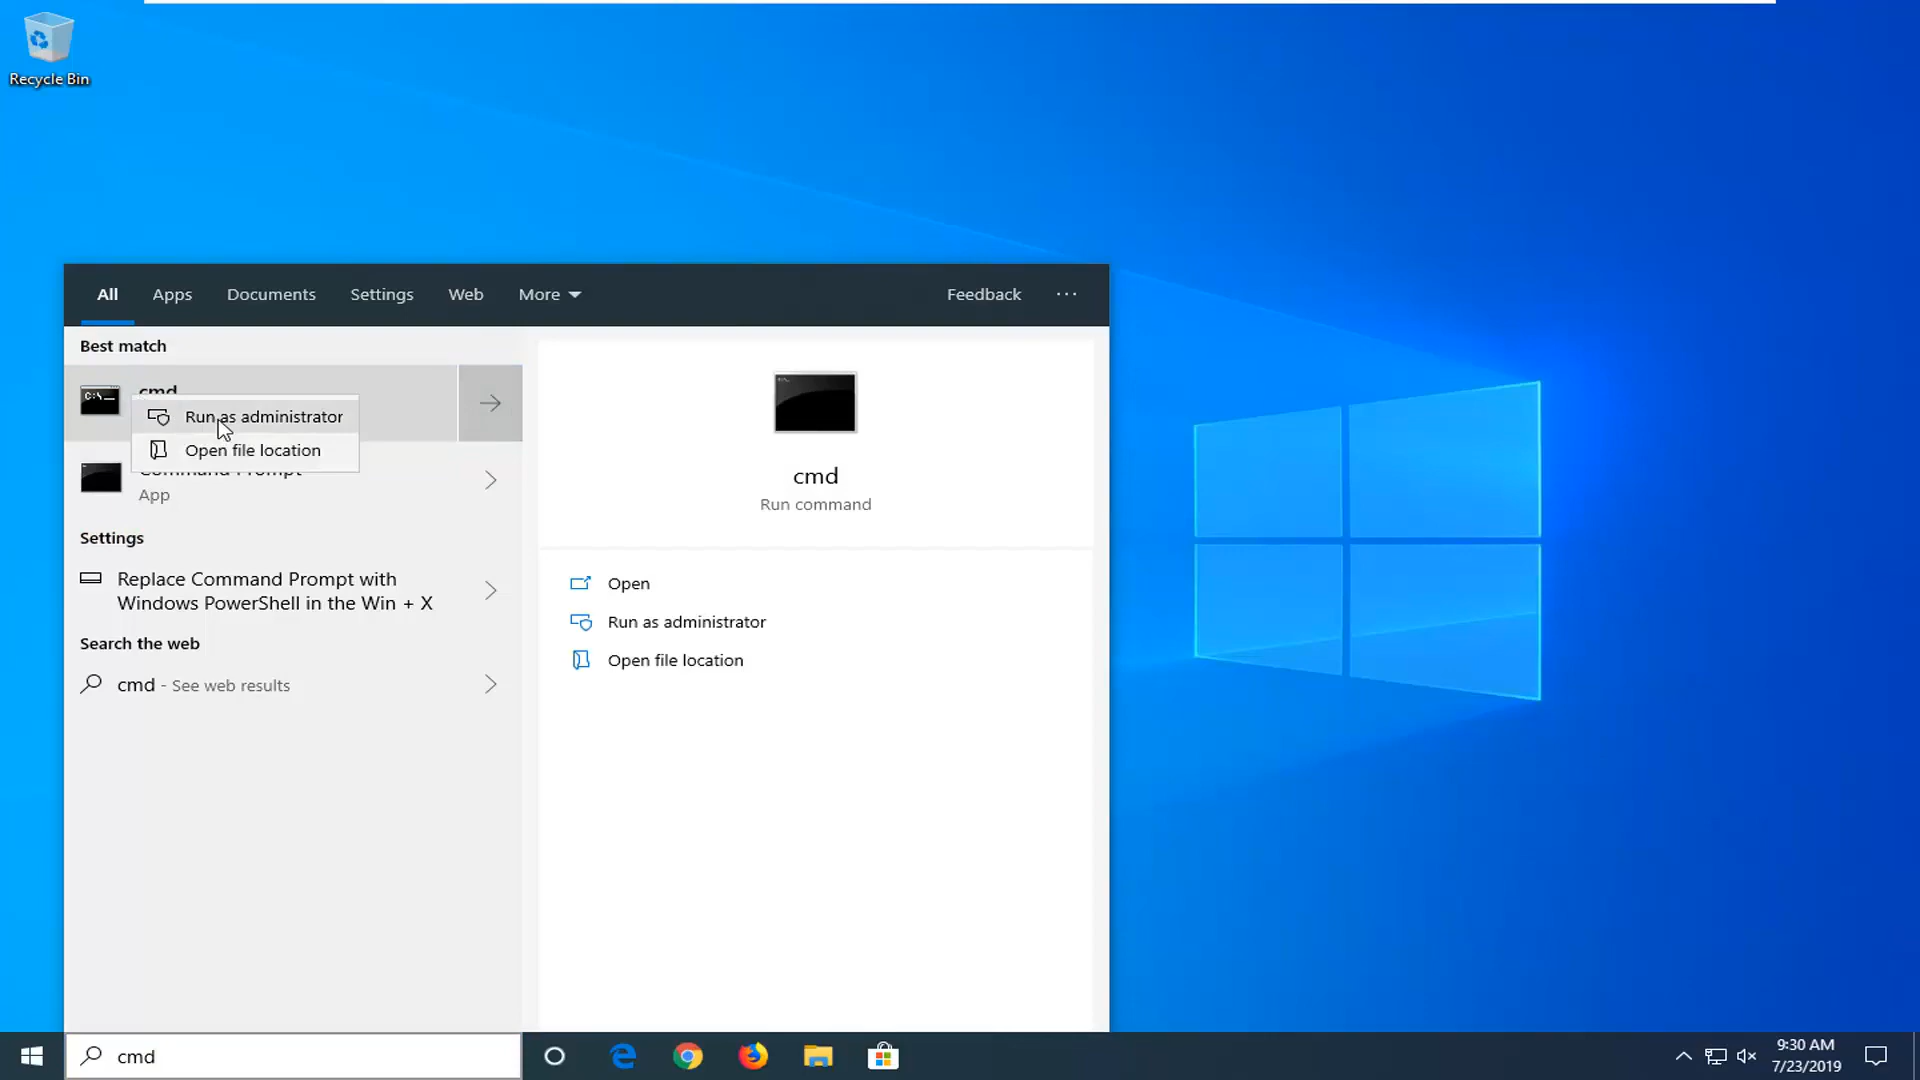 Recycle Bin
All Apps Documents Settings Web More Feedback
Best match
cmd
Run as administrator
Open file location
Command Prompt
App
Settings
Replace Command Prompt with
Windows PowerShell in the Win + X
Search the web
cmd - See web results
cmd
Run command
Open
Run as administrator
Open file location
cmd
9:30 AM
7/23/2019